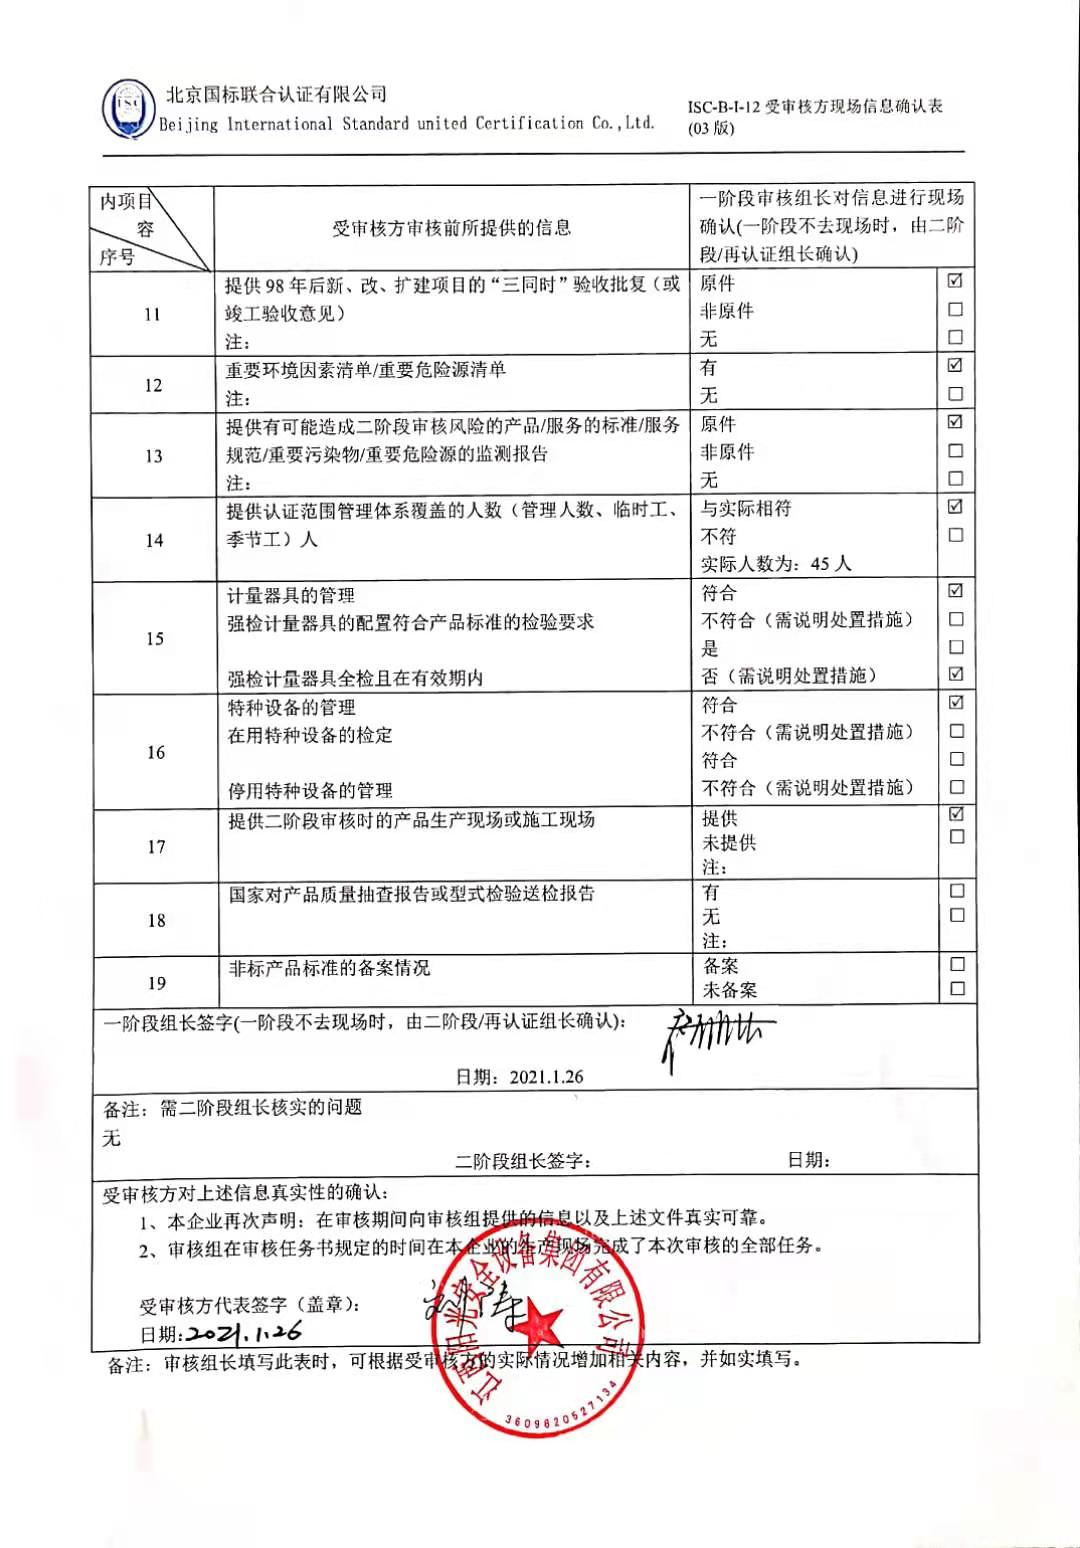 ISC
北京国标联合认证有限公司
Beijing International Standard united Certification Co.,Ltd.
ISC-B-I-12 受审核方现场信息确认表
(03 版)
内项目
容
序号
受审核方审核前所提供的信息
一阶段审核组长对信息进行现场
确认(一阶段不去现场时，由二阶
段/再认证组长确认)
11
提供 98 年后新、改、扩建项目的“三同时”验收批复（或
竣工验收意见）
注：
原件 ☑
非原件 □
无 □
12
重要环境因素清单/重要危险源清单
注：
有 ☑
无 □
13
提供有可能造成二阶段审核风险的产品/服务的标准/服务
规范/重要污染物/重要危险源的监测报告
注：
原件 ☑
非原件 □
无 □
14
提供认证范围管理体系覆盖的人数（管理人数、临时工、
季节工）人
与实际相符 ☑
不符 □
实际人数为：45 人
15
计量器具的管理
强检计量器具的配置符合产品标准的检验要求
强检计量器具全检且在有效期内
符合 ☑
不符合（需说明处置措施） □
是 □
否（需说明处置措施） ☑
16
特种设备的管理
在用特种设备的检定
停用特种设备的管理
符合 ☑
不符合（需说明处置措施） □
符合 □
不符合（需说明处置措施） □
17
提供二阶段审核时的产品生产现场或施工现场
提供 ☑
未提供 □
注：
18
国家对产品质量抽查报告或型式检验送检报告
有 □
无 □
注：
19
非标产品标准的备案情况
备案 □
未备案 □
一阶段组长签字(一阶段不去现场时，由二阶段/再认证组长确认)：
日期：2021.1.26
备注：需二阶段组长核实的问题
无
二阶段组长签字： 日期：
受审核方对上述信息真实性的确认：
1、本企业再次声明：在审核期间向审核组提供的信息以及上述文件真实可靠。
2、审核组在审核任务书规定的时间在本企业的生产现场完成了本次审核的全部任务。
受审核方代表签字（盖章）：
日期:2021.1.26
江西阳光安全设备集团有限公司
3609820527134
备注：审核组长填写此表时，可根据受审核方的实际情况增加相关内容，并如实填写。